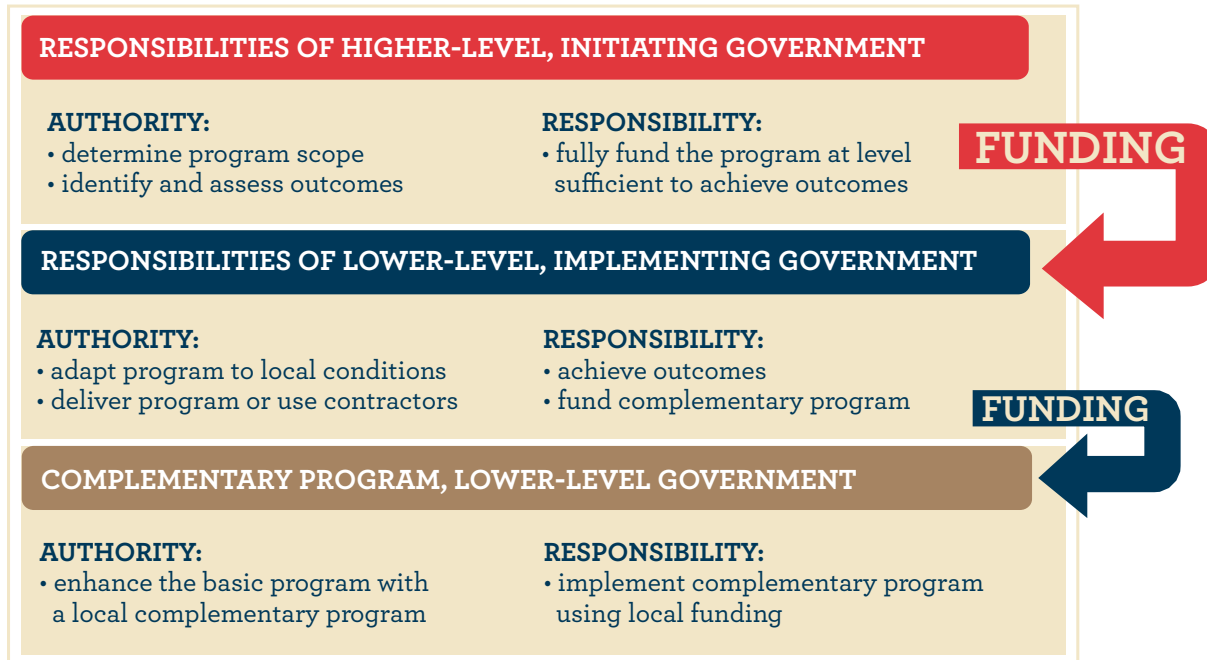 RESPONSIBILITIES OF HIGHER-LEVEL, INITIATING GOVERNMENT
AUTHORITY:
• determine program scope
• identify and assess outcomes
RESPONSIBILITY:
• fully fund the program at level
sufficient to achieve outcomes
FUNDING
RESPONSIBILITIES OF LOWER-LEVEL, IMPLEMENTING GOVERNMENT
AUTHORITY:
• adapt program to local conditions
• deliver program or use contractors
RESPONSIBILITY:
• achieve outcomes
• fund complementary program
FUNDING
COMPLEMENTARY PROGRAM, LOWER-LEVEL GOVERNMENT
AUTHORITY:
• enhance the basic program with
a local complementary program
RESPONSIBILITY:
• implement complementary program
using local funding